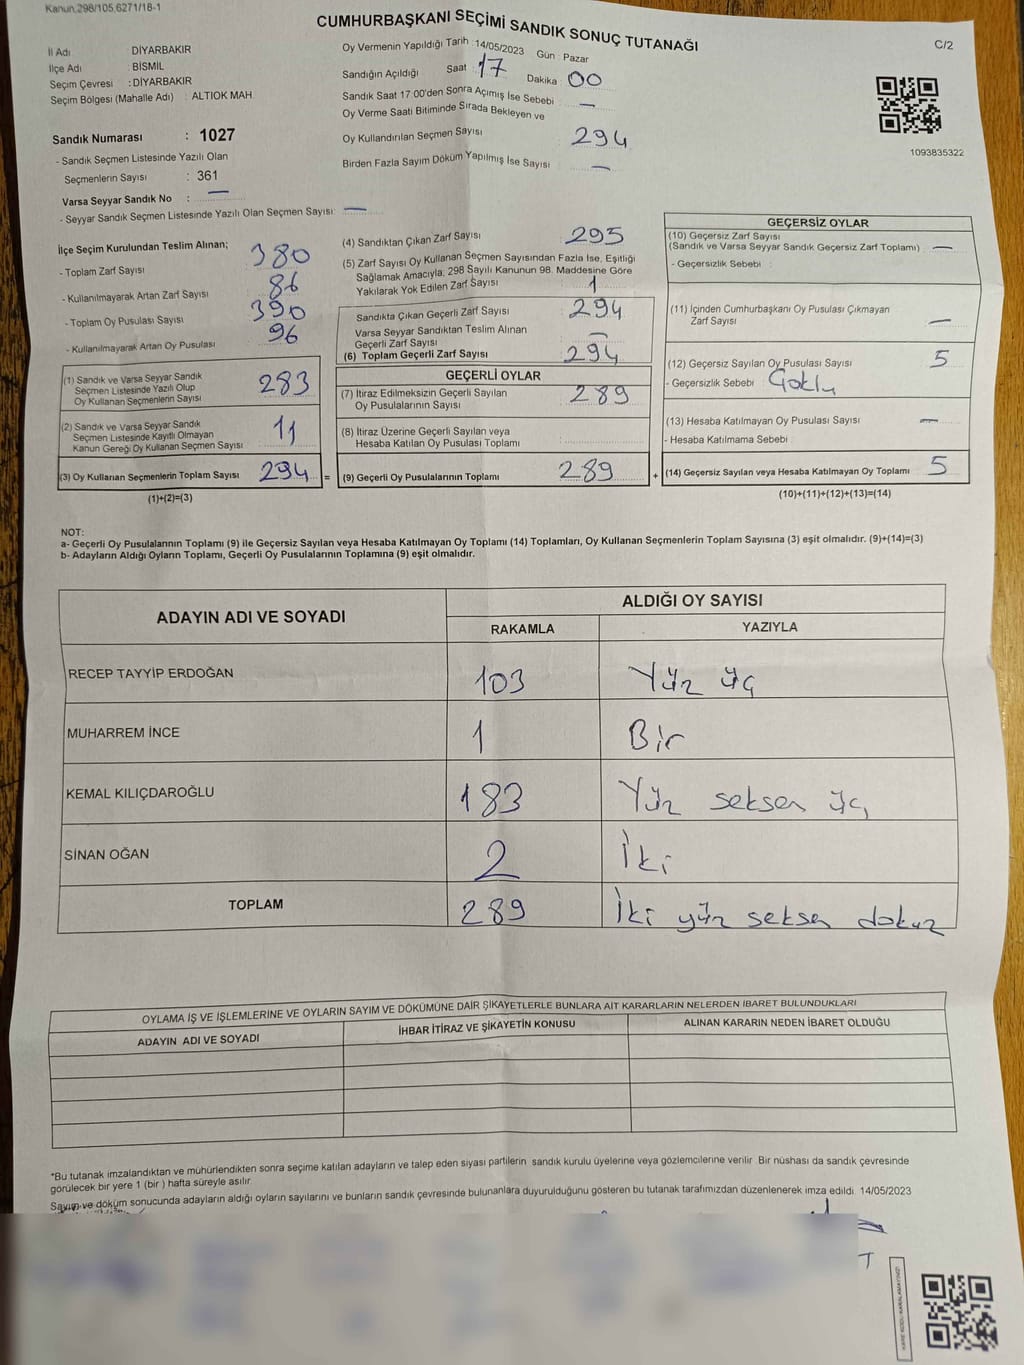 Kanun.298/105,6271/18-1
CUMHURBAŞKANI SEÇİMİ SANDIK SONUÇ TUTANAĞI
C/2
İl Adı DİYARBAKIR
İlçe Adı : BİSMİL
Seçim Çevresi : DİYARBAKIR
Seçim Bölgesi (Mahalle Adı) : ALTIOK MAH
Oy Vermenin Yapıldığı Tarih 14/05/2023 Gün : Pazar
Sandığın Açıldığı Saat : 17 Dakika 00
Sandık Saat 17:00'den Sonra Açımış İse Sebebi —
Oy Verme Saati Bitiminde Sırada Bekleyen ve
Oy Kullandırılan Seçmen Sayısı 294
Birden Fazla Sayım Döküm Yapılmış İse Sayısı —
1093835322
Sandık Numarası : 1027
- Sandık Seçmen Listesinde Yazılı Olan
Seçmenlerin Sayısı : 361
Varsa Seyyar Sandık No : —
- Seyyar Sandık Seçmen Listesinde Yazılı Olan Seçmen Sayısı: —
İlçe Seçim Kurulundan Teslim Alınan;
- Toplam Zarf Sayısı 380
- Kullanılmayarak Artan Zarf Sayısı 86
- Toplam Oy Pusulası Sayısı 390
- Kullanılmayarak Artan Oy Pusulası 96
(1) Sandık ve Varsa Seyyar Sandık
Seçmen Listesinde Yazılı Olup
Oy Kullanan Seçmenlerin Sayısı 283
(2) Sandık ve Varsa Seyyar Sandık
Seçmen Listesinde Kayıtlı Olmayan
Kanun Gereği Oy Kullanan Seçmen Sayısı 11
(3) Oy Kullanan Seçmenlerin Toplam Sayısı 294 =
(1)+(2)=(3)
(4) Sandıktan Çıkan Zarf Sayısı 295
(5) Zarf Sayısı Oy Kullanan Seçmen Sayısından Fazla İse, Eşitliği
Sağlamak Amacıyla; 298 Sayılı Kanunun 98. Maddesine Göre
Yakılarak Yok Edilen Zarf Sayısı 1
Sandıkta Çıkan Geçerli Zarf Sayısı 294
Varsa Seyyar Sandıktan Teslim Alınan
Geçerli Zarf Sayısı —
(6) Toplam Geçerli Zarf Sayısı 294
GEÇERLİ OYLAR
(7) İtiraz Edilmeksizin Geçerli Sayılan
Oy Pusulalarının Sayısı 289
(8) İtiraz Üzerine Geçerli Sayılan veya
Hesaba Katılan Oy Pusulası Toplamı
(9) Geçerli Oy Pusulalarının Toplamı 289 +
GEÇERSİZ OYLAR
(10) Geçersiz Zarf Sayısı
(Sandık ve Varsa Seyyar Sandık Geçersiz Zarf Toplamı) —
- Geçersizlik Sebebi :
(11) İçinden Cumhurbaşkanı Oy Pusulası Çıkmayan
Zarf Sayısı —
(12) Geçersiz Sayılan Oy Pusulası Sayısı 5
- Geçersizlik Sebebi
(13) Hesaba Katılmayan Oy Pusulası Sayısı —
- Hesaba Katılmama Sebebi
(14) Geçersiz Sayılan veya Hesaba Katılmayan Oy Toplamı 5
(10)+(11)+(12)+(13)=(14)
NOT:
a- Geçerli Oy Pusulalarının Toplamı (9) ile Geçersiz Sayılan veya Hesaba Katılmayan Oy Toplamı (14) Toplamları, Oy Kullanan Seçmenlerin Toplam Sayısına (3) eşit olmalıdır. (9)+(14)=(3)
b- Adayların Aldığı Oyların Toplamı, Geçerli Oy Pusulalarının Toplamına (9) eşit olmalıdır.
ADAYIN ADI VE SOYADI ALDIĞI OY SAYISI
RAKAMLA YAZIYLA
RECEP TAYYİP ERDOĞAN 103 Yüz üç
MUHARREM İNCE 1 Bir
KEMAL KILIÇDAROĞLU 183 Yüz seksen üç
SİNAN OĞAN 2 İki
TOPLAM 289 İki yüz seksen dokuz
OYLAMA İŞ VE İŞLEMLERİNE VE OYLARIN SAYIM VE DÖKÜMÜNE DAİR ŞİKAYETLERLE BUNLARA AİT KARARLARIN NELERDEN İBARET BULUNDUKLARI
ADAYIN ADI VE SOYADI İHBAR İTİRAZ VE ŞİKAYETİN KONUSU ALINAN KARARIN NEDEN İBARET OLDUĞU
*Bu tutanak imzalandıktan ve mühürlendikten sonra seçime katılan adayların ve talep eden siyasi partilerin sandık kurulu üyelerine veya gözlemcilerine verilir. Bir nüshası da sandık çevresinde
görülecek bir yere 1 (bir ) hafta süreyle asılır.
Sayım ve döküm sonucunda adayların aldığı oyların sayılarını ve bunların sandık çevresinde bulunanlara duyurulduğunu gösteren bu tutanak tarafımızdan düzenlenerek imza edildi. 14/05/2023